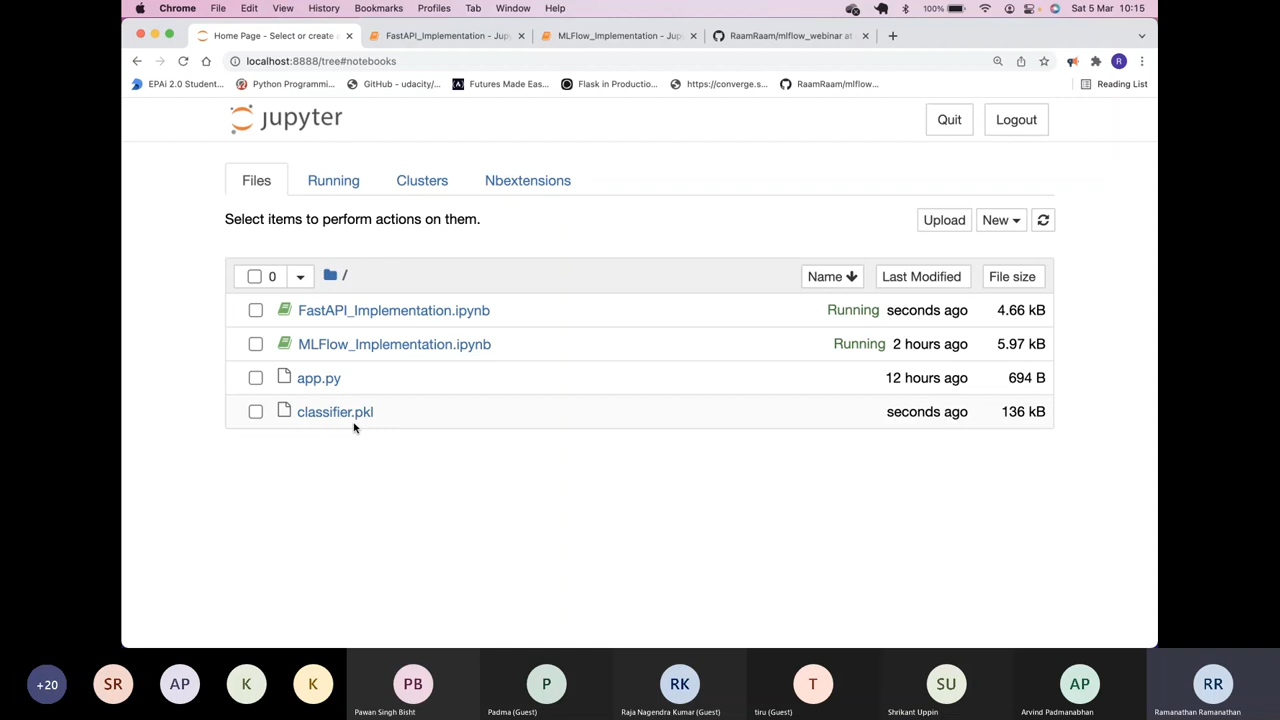 Chrome File Edit View History Bookmarks Profiles Tab Window Help 100% Sat 5 Mar 10:15
Home Page - Select or create FastAPI_Implementation - Jup MLFlow_Implementation - Jup RaamRaam/mlflow_webinar at
localhost:8888/tree#notebooks R
EPAi 2.0 Student... Python Programmi... GitHub - udacity/... Futures Made Eas... Flask in Productio... https://converge.s... RaamRaam/mlflow... Reading List
jupyter Quit Logout
Files Running Clusters Nbextensions
Select items to perform actions on them. Upload New
0 / Name Last Modified File size
FastAPI_Implementation.ipynb Running seconds ago 4.66 kB
MLFlow_Implementation.ipynb Running 2 hours ago 5.97 kB
app.py 12 hours ago 694 B
classifier.pkl seconds ago 136 kB
+20 SR AP K K PB P RK T SU AP RR
Pawan Singh Bisht Padma (Guest) Raja Nagendra Kumar (Guest) tiru (Guest) Shrikant Uppin Arvind Padmanabhan Ramanathan Ramanathan